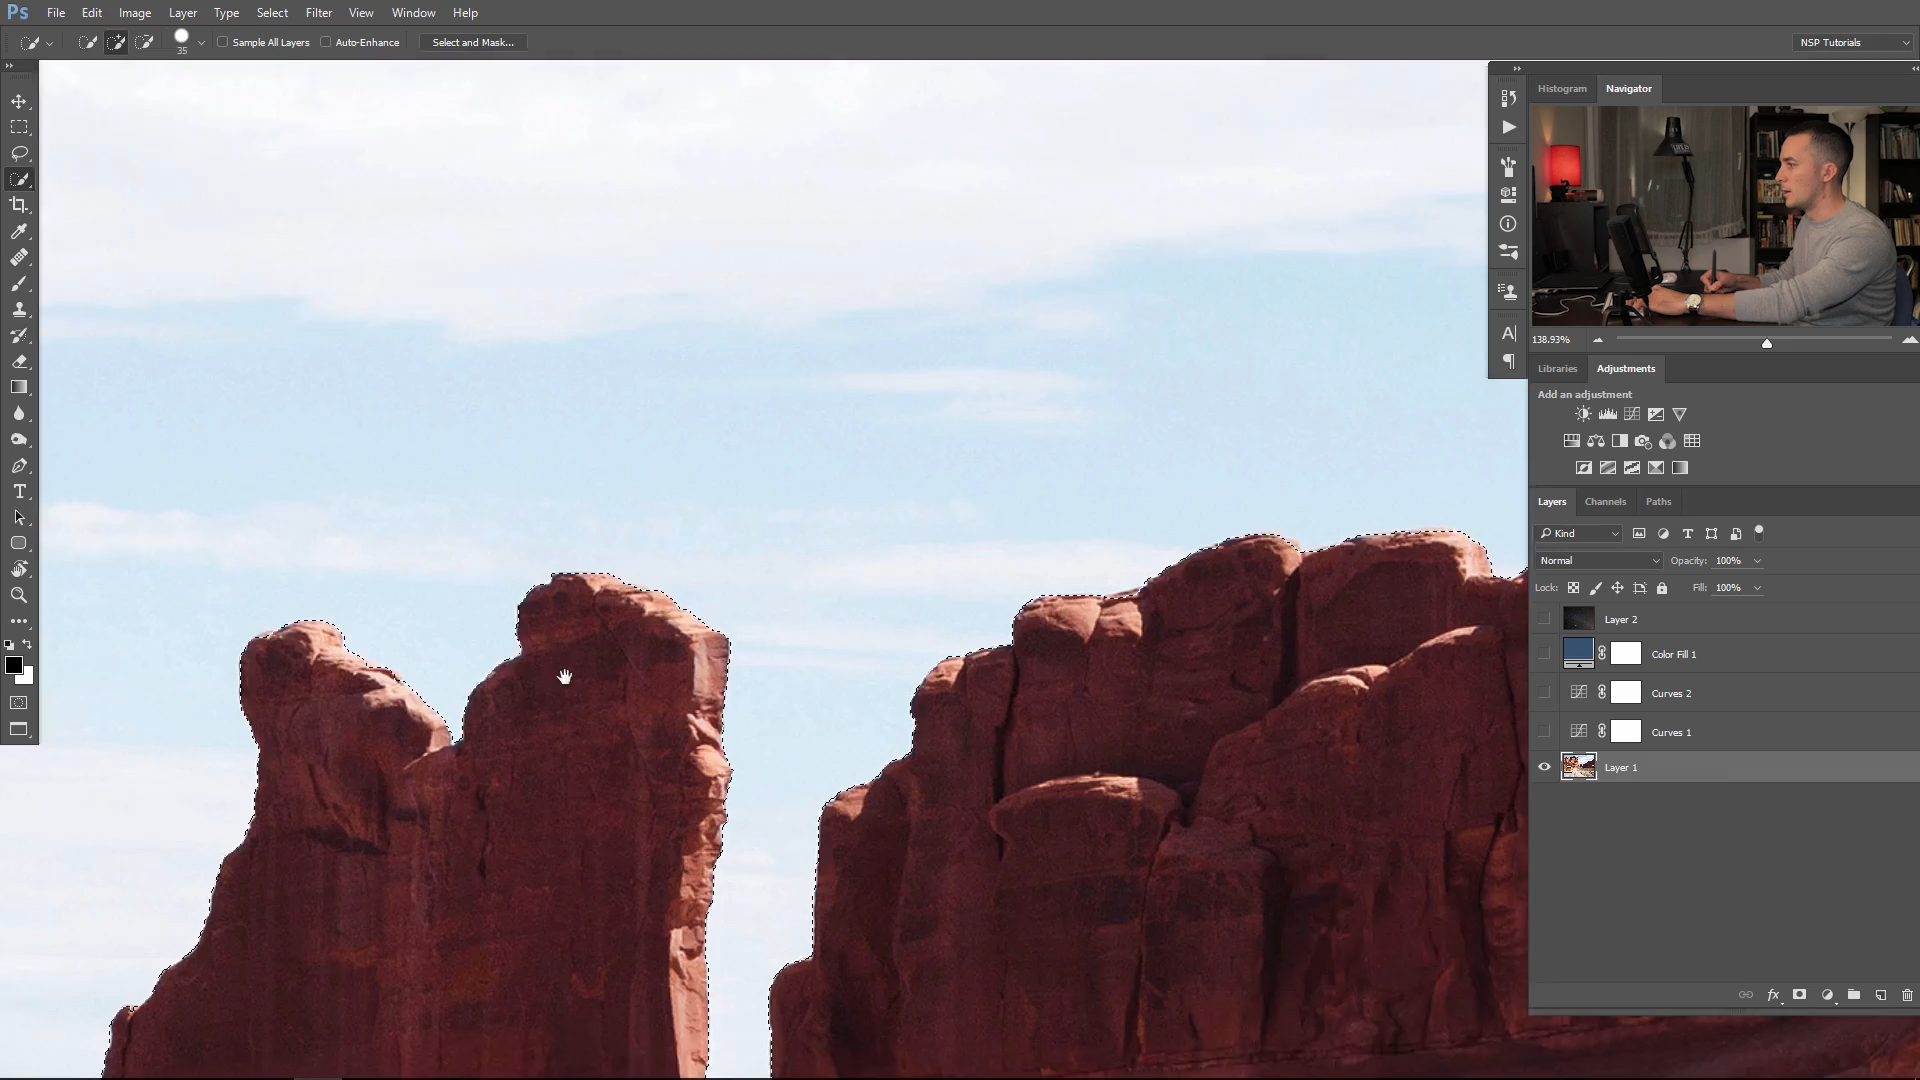 Ps File Edit Image Layer Type Select Filter View Window Help
35 Sample All Layers Auto-Enhance Select and Mask... NSP Tutorials
Histogram Navigator
138.93%
Libraries Adjustments
Add an adjustment
Layers Channels Paths
Kind
Normal Opacity: 100%
Lock: Fill: 100%
Layer 2
Color Fill 1
Curves 2
Curves 1
Layer 1